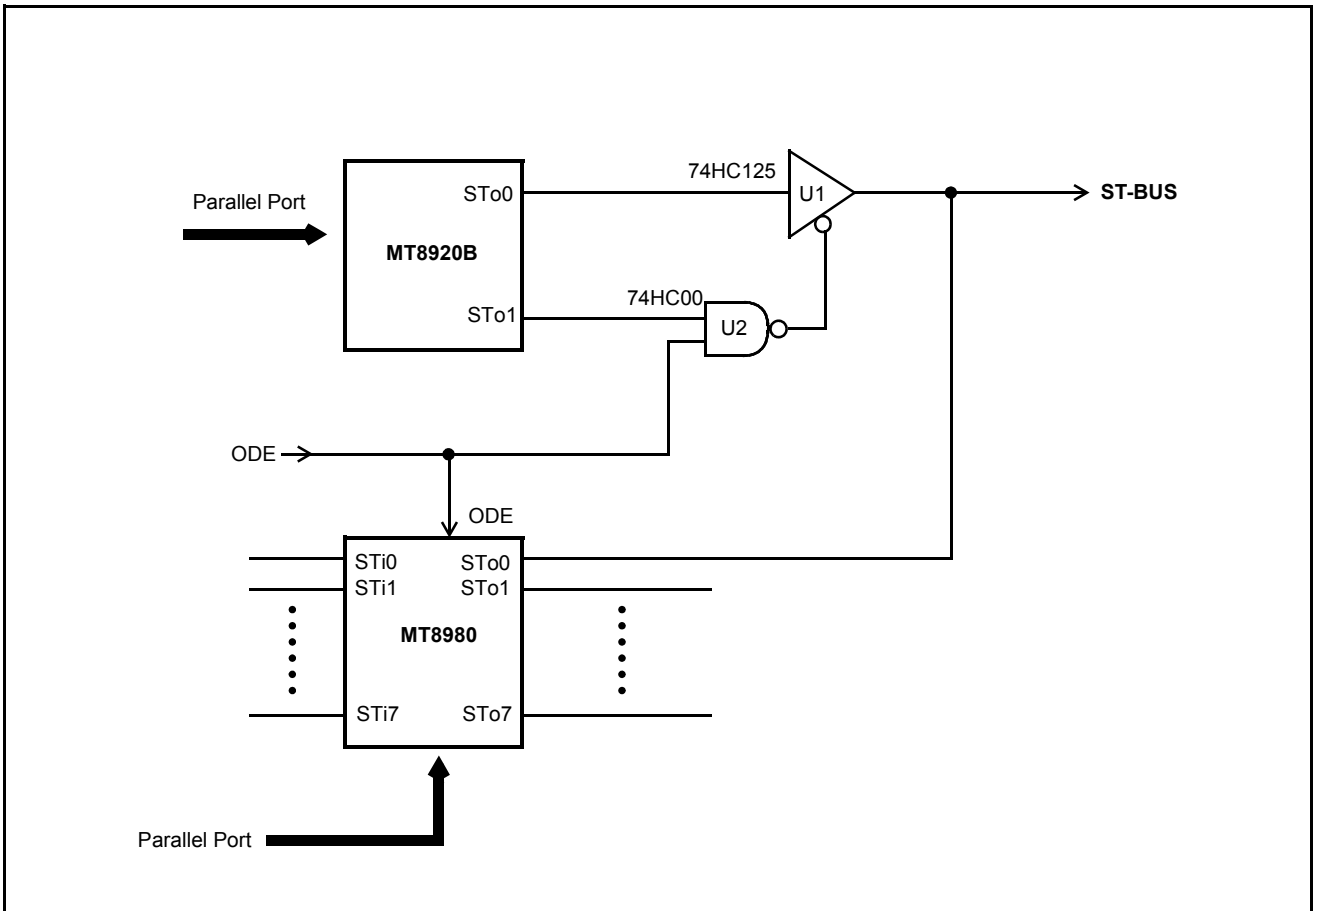 74HC125
STo0
U1
ST-BUS
Parallel Port
MT8920B
74HC00
STo1
U2
ODE
ODE
STi0
STo0
STi1
STo1
MT8980
STi7
STo7
Parallel Port